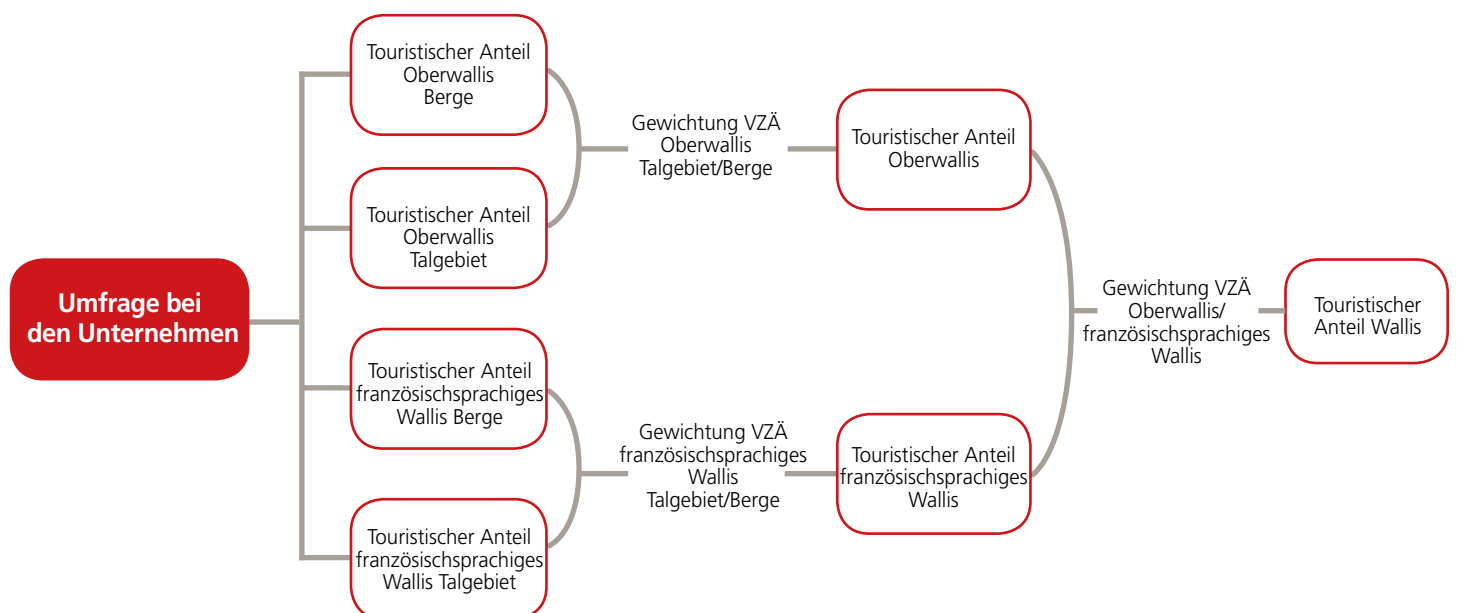 Umfrage bei
den Unternehmen
Touristischer Anteil
Oberwallis
Berge
Touristischer Anteil
Oberwallis
Talgebiet
Touristischer Anteil
französischsprachiges
Wallis Berge
Touristischer Anteil
französischsprachiges
Wallis Talgebiet
Gewichtung VZÄ
Oberwallis
Talgebiet/Berge
Gewichtung VZÄ
französischsprachiges
Wallis
Talgebiet/Berge
Touristischer Anteil
Oberwallis
Touristischer Anteil
französischsprachiges
Wallis
Gewichtung VZÄ
Oberwallis/
französischsprachiges
Wallis
Touristischer
Anteil Wallis